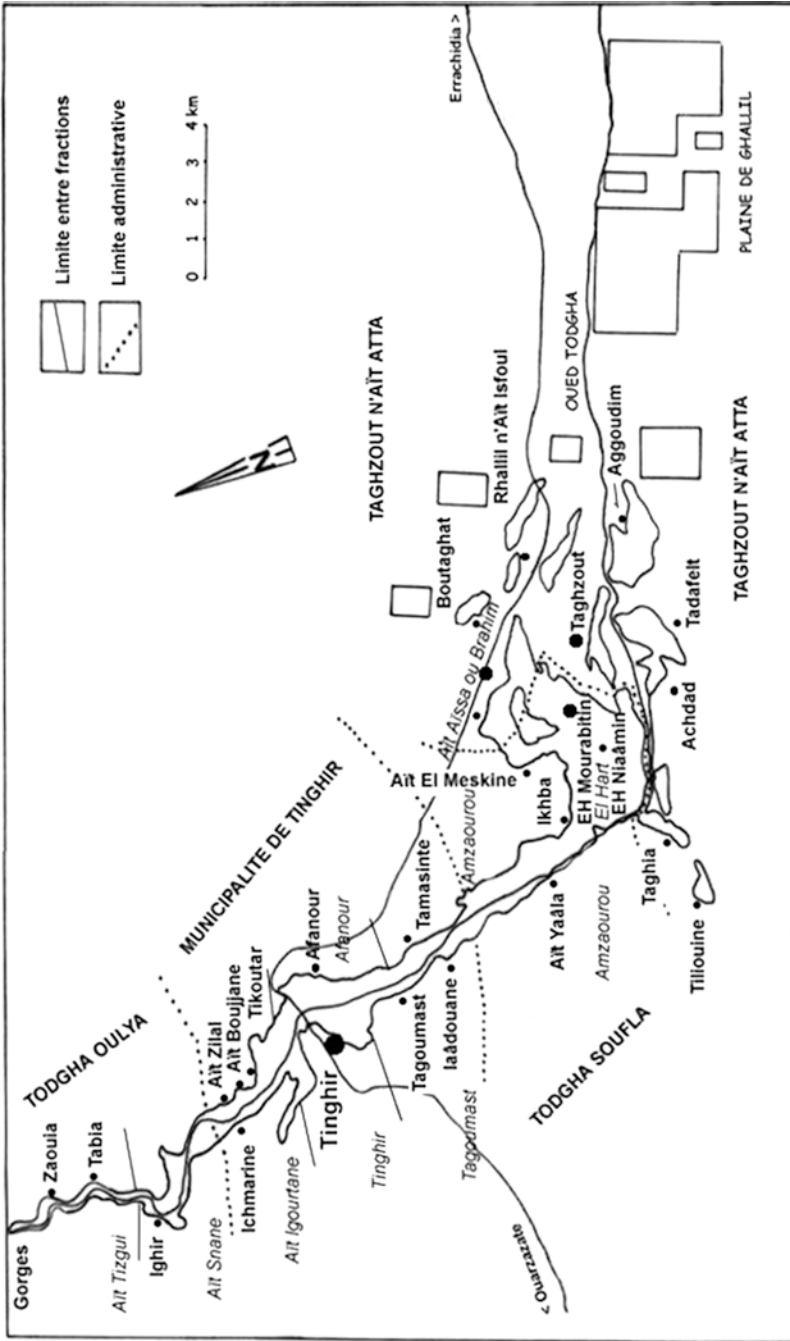 Gorges
Zaouia
Tabia
Aït Tizgui
Ighir
TODGHA OULYA
Aït Snane
Aït Zilal
Aït Boujjane
Ichmarine
Tikoutar
Aït Igourtane
MUNICIPALITE DE TINGHIR
Afanour
Afanour
Tinghir
Tinghir
Tamasinte
Tagoumast
Iaâdouane
Tagoumast
< Ouarzazate
TODGHA SOUFLA
Aït El Meskine
Amzaourou
Ikhba
Aït Yaâla
Amzaourou
EH Mourabitin
El Hart
EH Niaâmin
Taghia
Tiliouine
Aït Aïssa ou Brahim
Boutaghat
Taghzout
Achdad
Tadafelt
TAGHZOUT N'AÏT ATTA
Rhallil n'Aït Isfoul
Aggoudim
TAGHZOUT N'AÏT ATTA
OUED TODGHA
N
Limite entre fractions
Limite administrative
0 1 2 3 4 km
Errachidia >
PLAINE DE GHALLIL